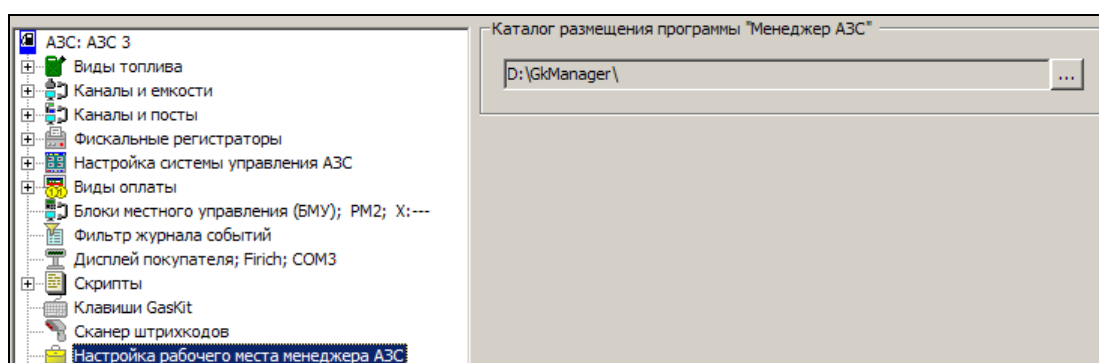 АЗС: АЗС 3
Виды топлива
Каналы и емкости
Каналы и посты
Фискальные регистраторы
Настройка системы управления АЗС
Виды оплаты
Блоки местного управления (БМУ); РМ2; X:---
Фильтр журнала событий
Дисплей покупателя; Firich; COM3
Скрипты
Клавиши GasKit
Сканер штрихкодов
Настройка рабочего места менеджера АЗС
Каталог размещения программы "Менеджер АЗС"
D:\GkManager\
...